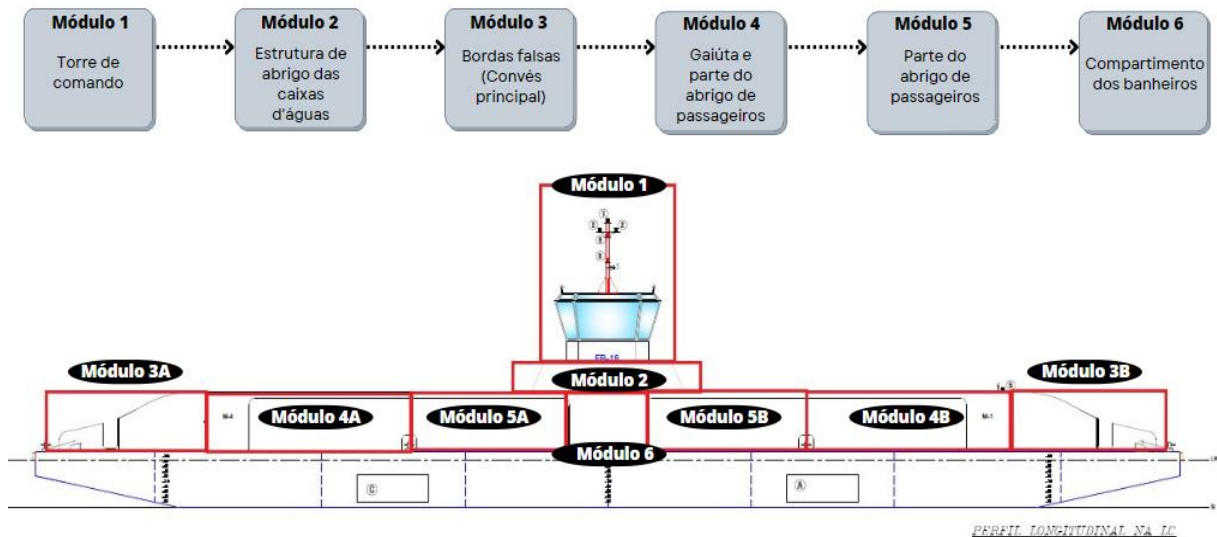 Módulo 1
Torre de
comando
Módulo 2
Estrutura de
abrigo das
caixas
d'águas
Módulo 3
Bordas falsas
(Convés
principal)
Módulo 4
Gaiúta e
parte do
abrigo de
passageiros
Módulo 5
Parte do
abrigo de
passageiros
Módulo 6
Compartimento
dos banheiros
Módulo 1
Módulo 3A
Módulo 2
Módulo 3B
M-4
Módulo 4A
Módulo 5A
Módulo 5B
Módulo 4B
M-1
Módulo 6
C
A
PERFIL LONGITUDINAL NA LC